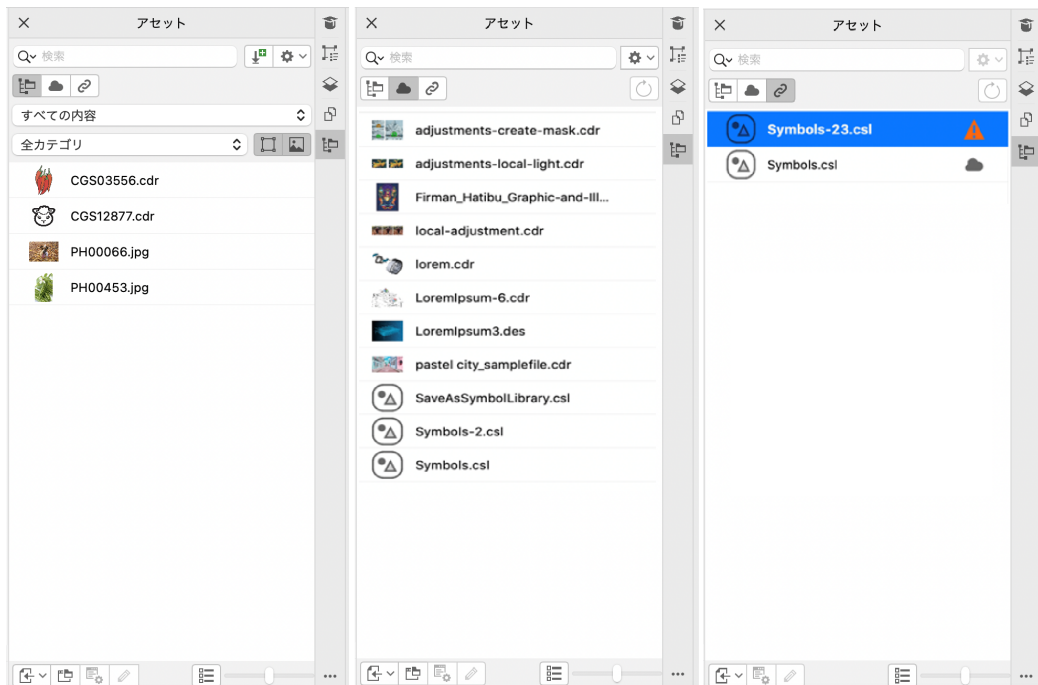 アセット
検索
すべての内容
全カテゴリ
CGS03556.cdr
CGS12877.cdr
PH00066.jpg
PH00453.jpg
アセット
検索
adjustments-create-mask.cdr
adjustments-local-light.cdr
Firman_Hatibu_Graphic-and-Ill...
local-adjustment.cdr
lorem.cdr
LoremIpsum-6.cdr
LoremIpsum3.des
pastel city_samplefile.cdr
SaveAsSymbolLibrary.csl
Symbols-2.csl
Symbols.csl
アセット
検索
Symbols-23.csl
Symbols.csl